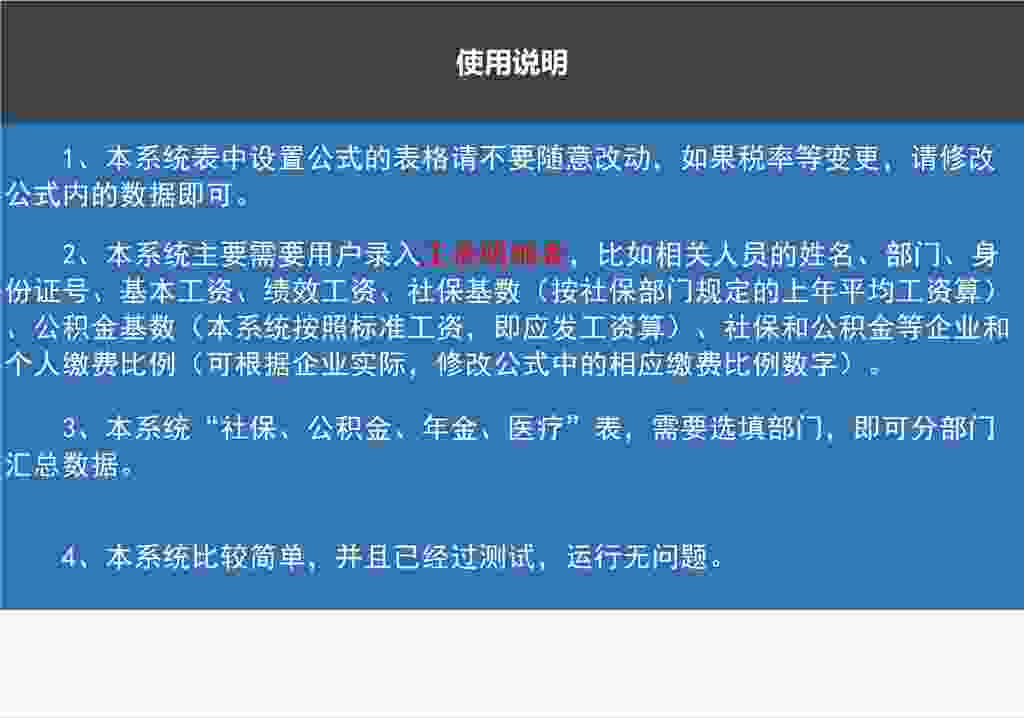 使用说明
1、本系统表中设置公式的表格请不要随意改动，如果税率等变更，请修改
公式内的数据即可。
2、本系统主要需要用户录入工资明细表，比如相关人员的姓名、部门、身
份证号、基本工资、绩效工资、社保基数（按社保部门规定的上年平均工资算）
、公积金基数（本系统按照标准工资，即应发工资算）、社保和公积金等企业和
个人缴费比例（可根据企业实际，修改公式中的相应缴费比例数字）。
3、本系统“社保、公积金、年金、医疗”表，需要选填部门，即可分部门
汇总数据。
4、本系统比较简单，并且已经过测试，运行无问题。